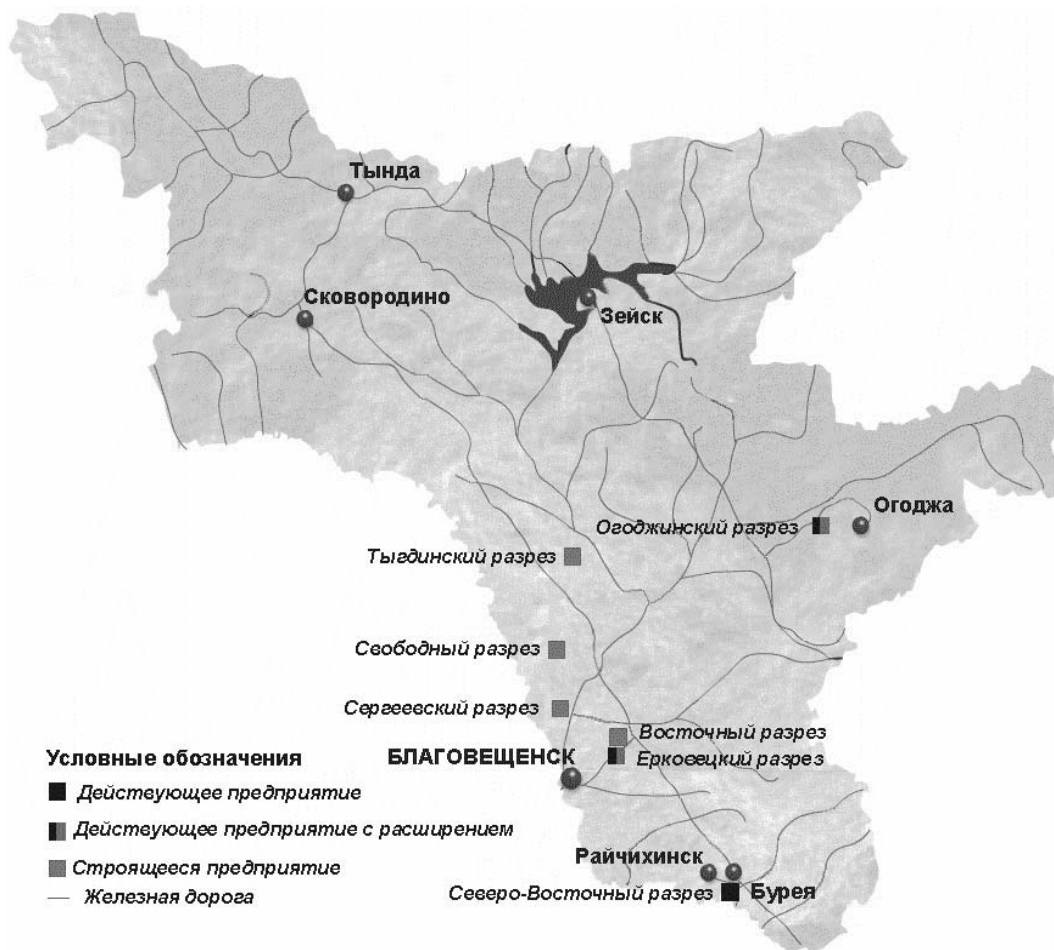 Тында
Сковородино
Зейск
Огоджа
Огоджинский разрез
Тыгдинский разрез
Свободный разрез
Сергеевский разрез
Восточный разрез
БЛАГОВЕЩЕНСК
Ерковецкий разрез
Условные обозначения
Действующее предприятие
Действующее предприятие с расширением
Строящееся предприятие
Железная дорога
Райчихинск
Северо-Восточный разрез
Бурея